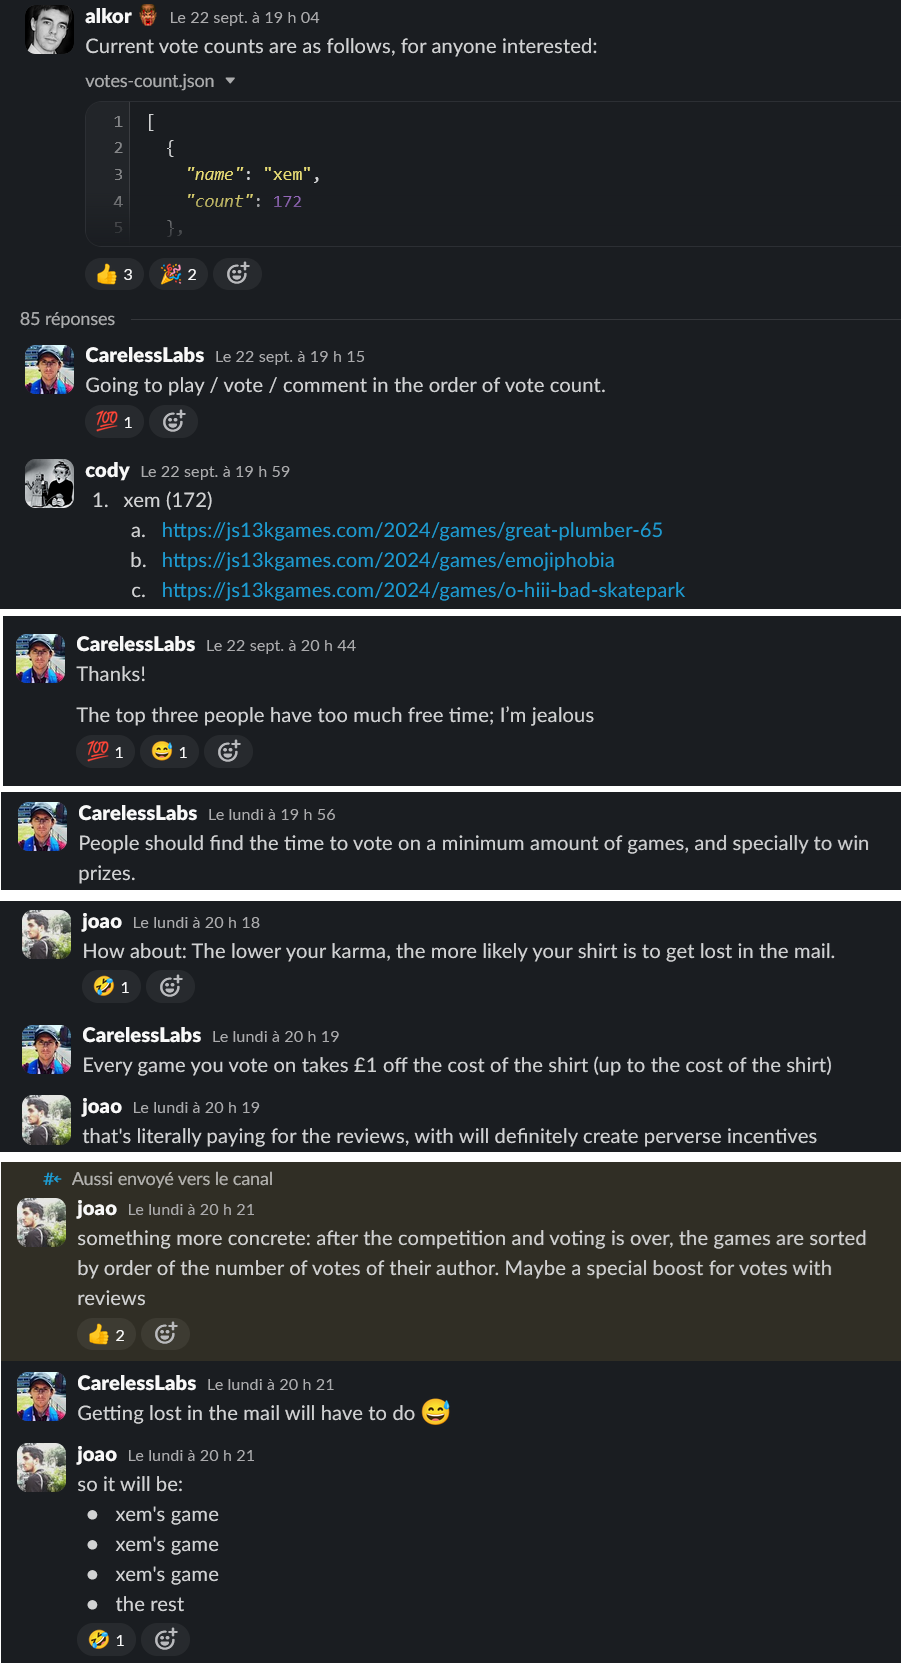 alkor 👹 Le 22 sept. à 19 h 04
Current vote counts are as follows, for anyone interested:
votes-count.json
1 [
2 {
3 "name": "xem",
4 "count": 172
5 },
👍 3 🎉 2
85 réponses
CarelessLabs Le 22 sept. à 19 h 15
Going to play / vote / comment in the order of vote count.
💯 1
cody Le 22 sept. à 19 h 59
1. xem (172)
a. https://js13kgames.com/2024/games/great-plumber-65
b. https://js13kgames.com/2024/games/emojiphobia
c. https://js13kgames.com/2024/games/o-hiii-bad-skatepark
CarelessLabs Le 22 sept. à 20 h 44
Thanks!
The top three people have too much free time; I’m jealous
💯 1 😅 1
CarelessLabs Le lundi à 19 h 56
People should find the time to vote on a minimum amount of games, and specially to win
prizes.
joao Le lundi à 20 h 18
How about: The lower your karma, the more likely your shirt is to get lost in the mail.
🤣 1
CarelessLabs Le lundi à 20 h 19
Every game you vote on takes £1 off the cost of the shirt (up to the cost of the shirt)
joao Le lundi à 20 h 19
that's literally paying for the reviews, with will definitely create perverse incentives
Aussi envoyé vers le canal
joao Le lundi à 20 h 21
something more concrete: after the competition and voting is over, the games are sorted
by order of the number of votes of their author. Maybe a special boost for votes with
reviews
👍 2
CarelessLabs Le lundi à 20 h 21
Getting lost in the mail will have to do 😅
joao Le lundi à 20 h 21
so it will be:
● xem's game
● xem's game
● xem's game
● the rest
🤣 1